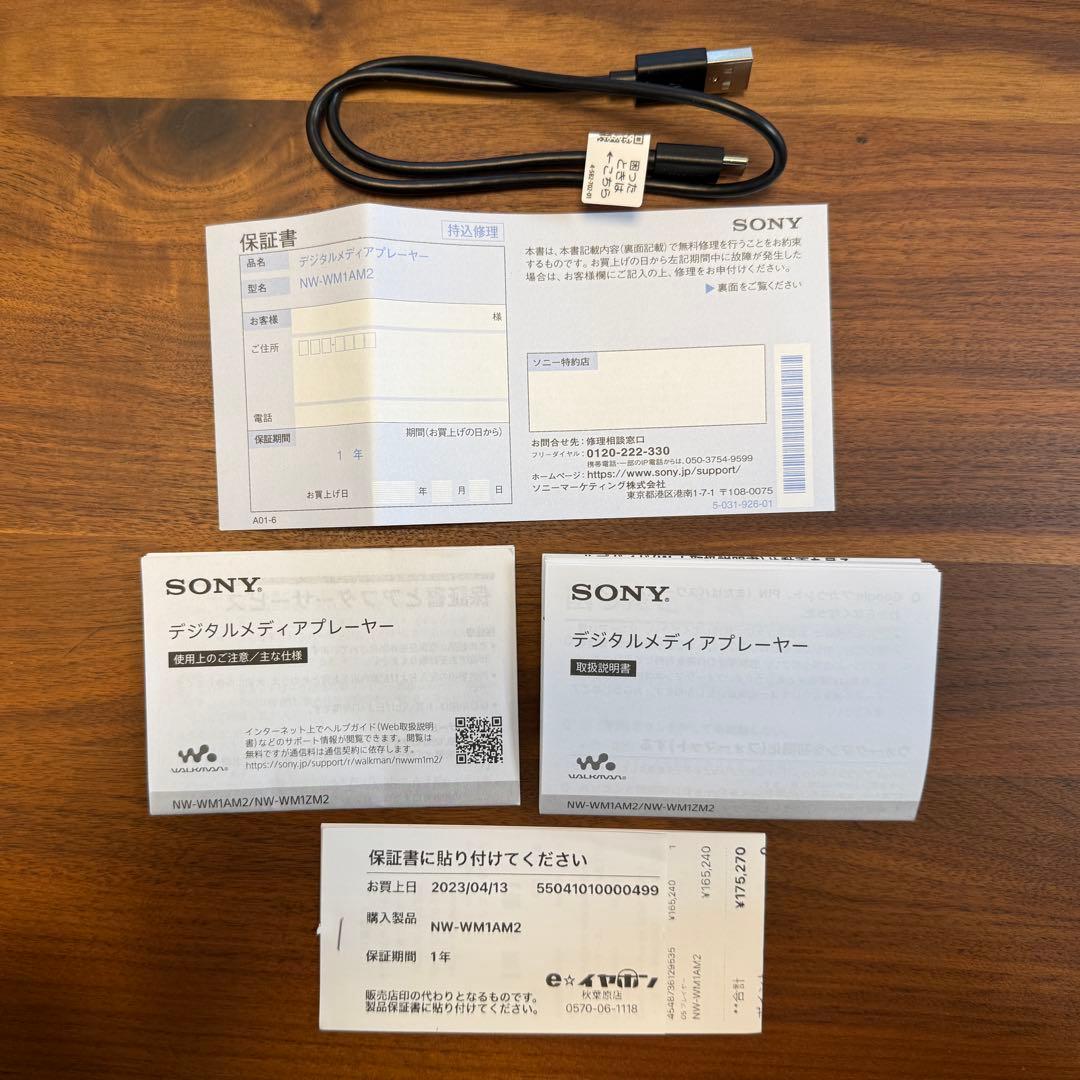 困った
ときは
←こちら
4-582-702-01
保証書
持込修理
品名
デジタルメディアプレーヤー
型名
NW-WM1AM2
お客様
様
ご住所
電話
保証期間
期間(お買上げの日から)
1 年
お買上げ日 年 月 日
A01-6
SONY
本書は、本書記載内容(裏面記載)で無料修理を行うことをお約束
するものです。お買上げの日から左記期間中に故障が発生した
場合は、お客様欄にご記入の上、修理をお申付けください。
▶裏面をご覧ください
ソニー特約店
お問合せ先:修理相談窓口
フリーダイヤル:0120-222-330
携帯電話・一部のIP電話からは、050-3754-9599
ホームページ:https://www.sony.jp/support/
ソニーマーケティング株式会社
東京都港区港南1-7-1 〒108-0075
5-031-926-01
SONY®
デジタルメディアプレーヤー
使用上のご注意/主な仕様
インターネット上でヘルプガイド(Web取扱説明
書)などのサポート情報が閲覧できます。閲覧は
無料ですが通信料は通信契約に依存します。
https://sony.jp/support/r/walkman/nwwm1m2/
WALKMAN®
NW-WM1AM2/NW-WM1ZM2
SONY®
デジタルメディアプレーヤー
取扱説明書
WALKMAN®
NW-WM1AM2/NW-WM1ZM2
保証書に貼り付けてください
お買上日 2023/04/13 55041010000499
購入製品 NW-WM1AM2
保証期間 1年
e☆イヤホン
秋葉原店
0570-06-1118
販売店印の代わりとなるものです。
製品保証書に貼り付けてください。
4548736129535
¥165,240 1
05 プレイヤー
NW-WM1AM2
¥165,240
**合計
¥175,270